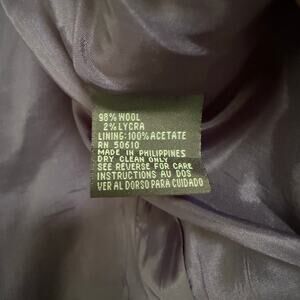 98% WOOL
2% LYCRA
LINING: 100% ACETATE
RN 50610
MADE IN PHILIPPINES
DRY CLEAN ONLY
SEE REVERSE FOR CARE
INSTRUCTIONS AU DOS
VER AL DORSO PARA CUIDADO